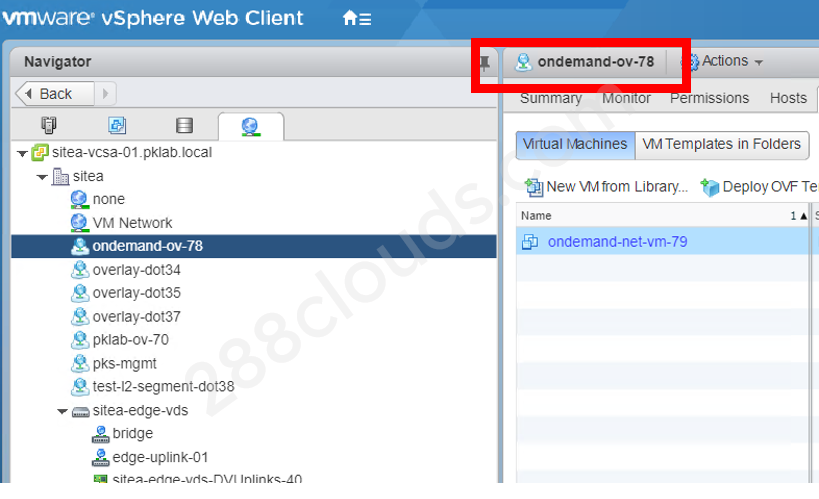 vmware® vSphere Web Client
Navigator
Back
sitea-vcsa-01.pklab.local
sitea
none
VM Network
ondemand-ov-78
overlay-dot34
overlay-dot35
overlay-dot37
pklab-ov-70
pks-mgmt
test-l2-segment-dot38
sitea-edge-vds
bridge
edge-uplink-01
sitea-edge-vds-DVUplinks-40
ondemand-ov-78 Actions
Summary Monitor Permissions Hosts
Virtual Machines VM Templates in Folders
New VM from Library... Deploy OVF Te
Name 1 ▲ S
ondemand-net-vm-79
288clouds.com